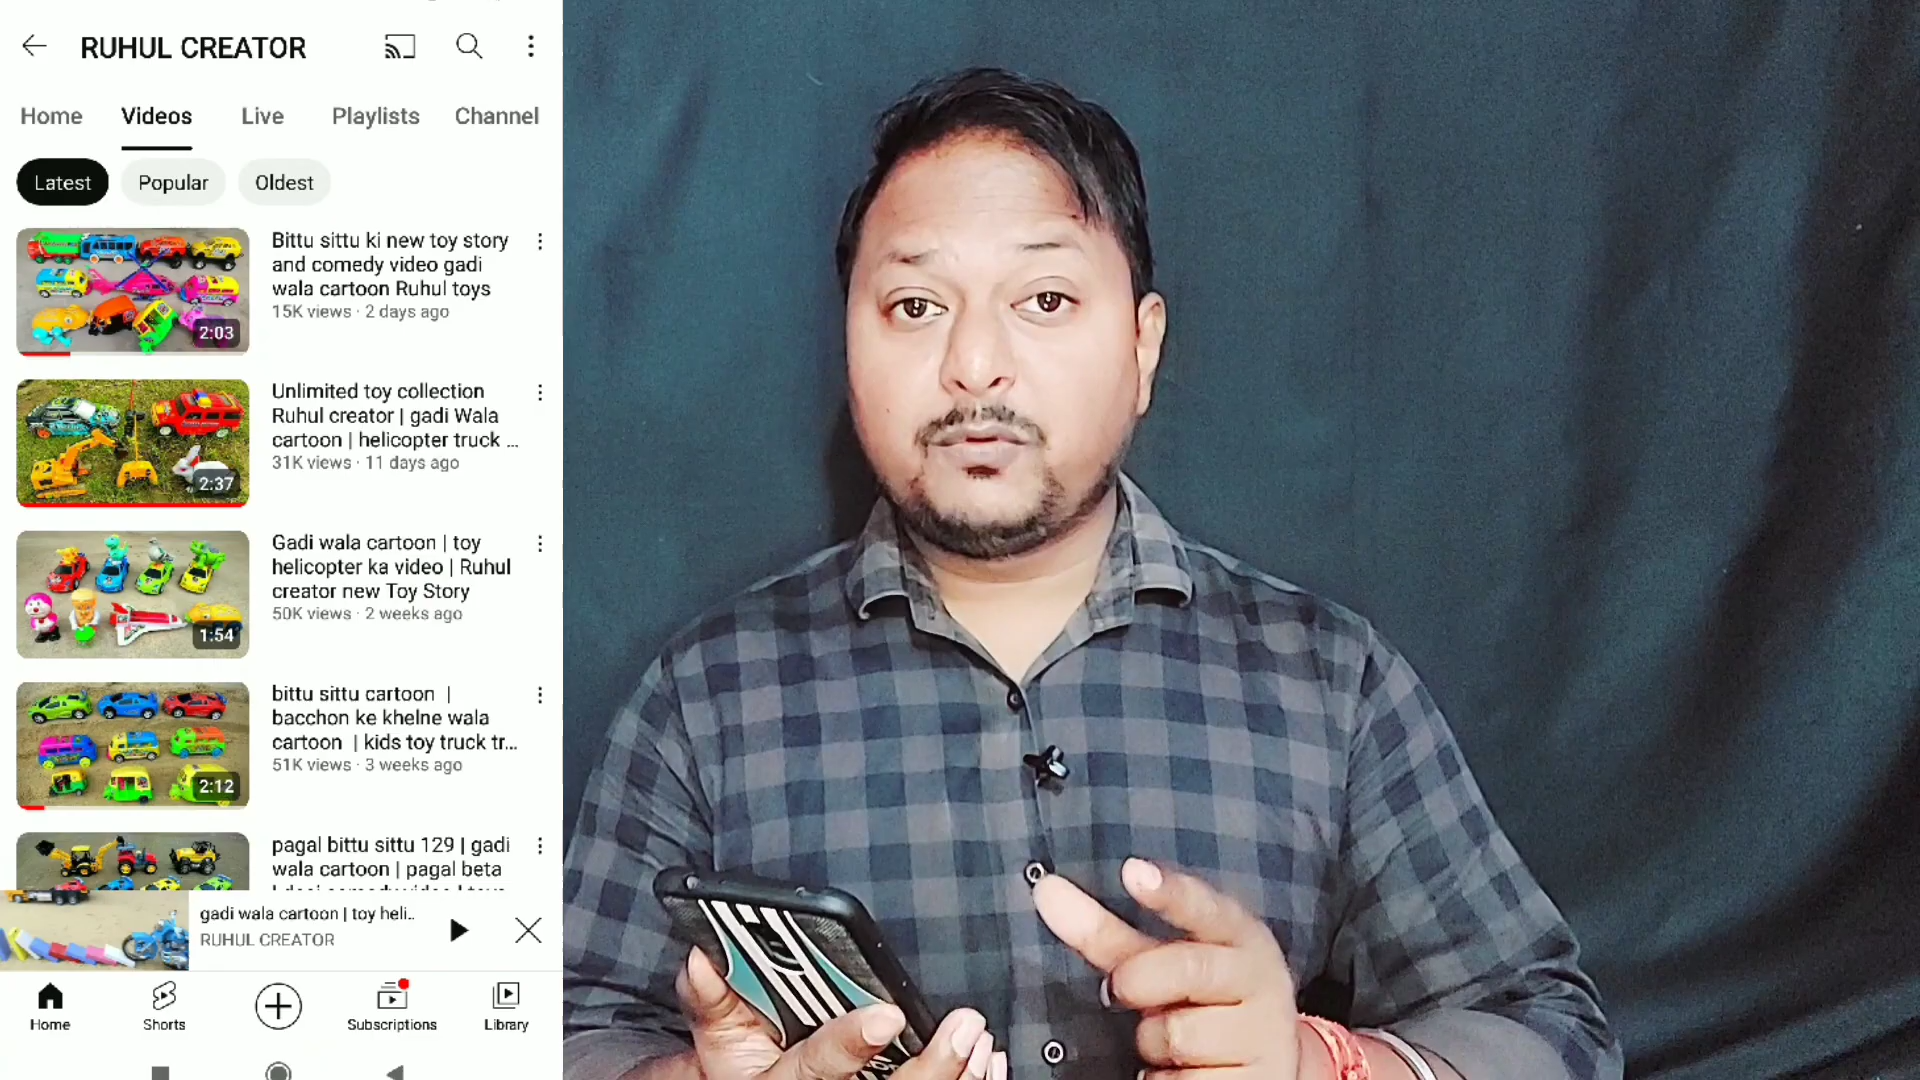 RUHUL CREATOR
Home Videos Live Playlists Channel
Latest Popular Oldest
Bittu sittu ki new toy story
and comedy video gadi
wala cartoon Ruhul toys
15K views · 2 days ago
2:03
Unlimited toy collection
Ruhul creator | gadi Wala
cartoon | helicopter truck ...
31K views · 11 days ago
2:37
Gadi wala cartoon | toy
helicopter ka video | Ruhul
creator new Toy Story
50K views · 2 weeks ago
1:54
bittu sittu cartoon |
bacchon ke khelne wala
cartoon | kids toy truck tr...
51K views · 3 weeks ago
2:12
pagal bittu sittu 129 | gadi
wala cartoon | pagal beta
gadi wala cartoon | toy heli..
RUHUL CREATOR
Home Shorts Subscriptions Library